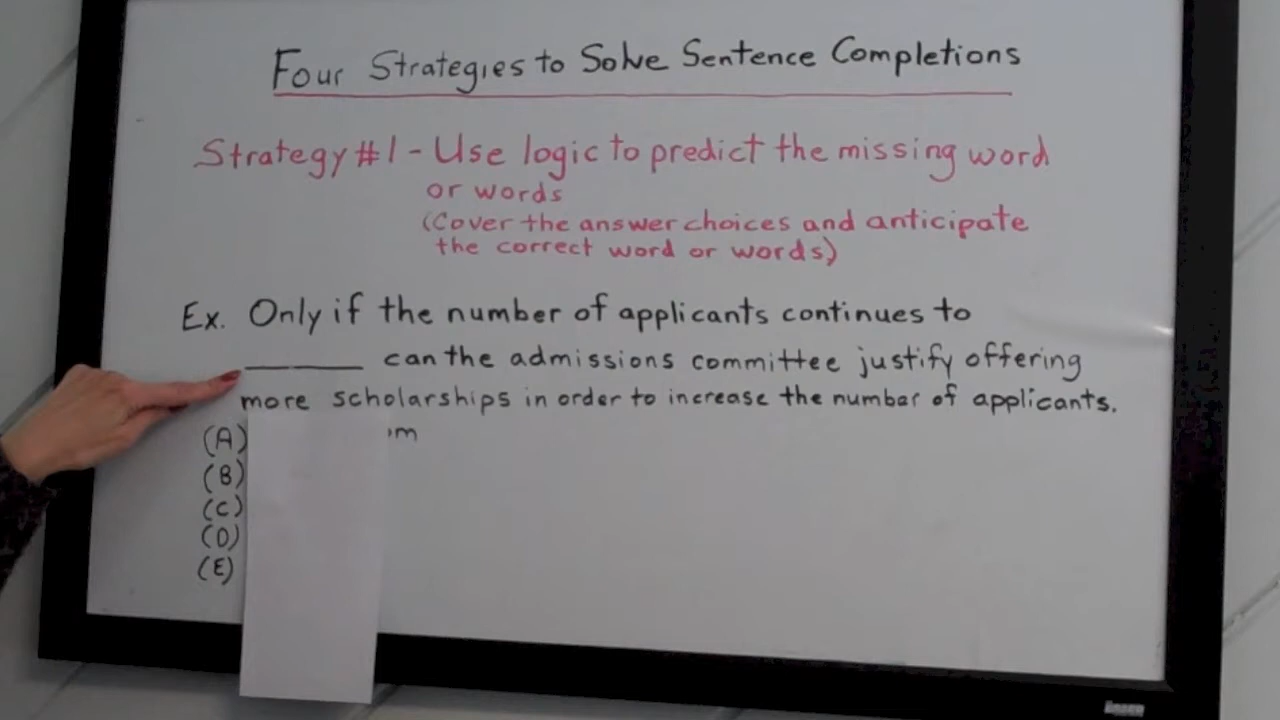 Four Strategies to Solve Sentence Completions
Strategy #1 - Use logic to predict the missing word
or words
(Cover the answer choices and anticipate
the correct word or words)
Ex. Only if the number of applicants continues to
______ can the admissions committee justify offering
more scholarships in order to increase the number of applicants.
(A)
(B)
(C)
(D)
(E)